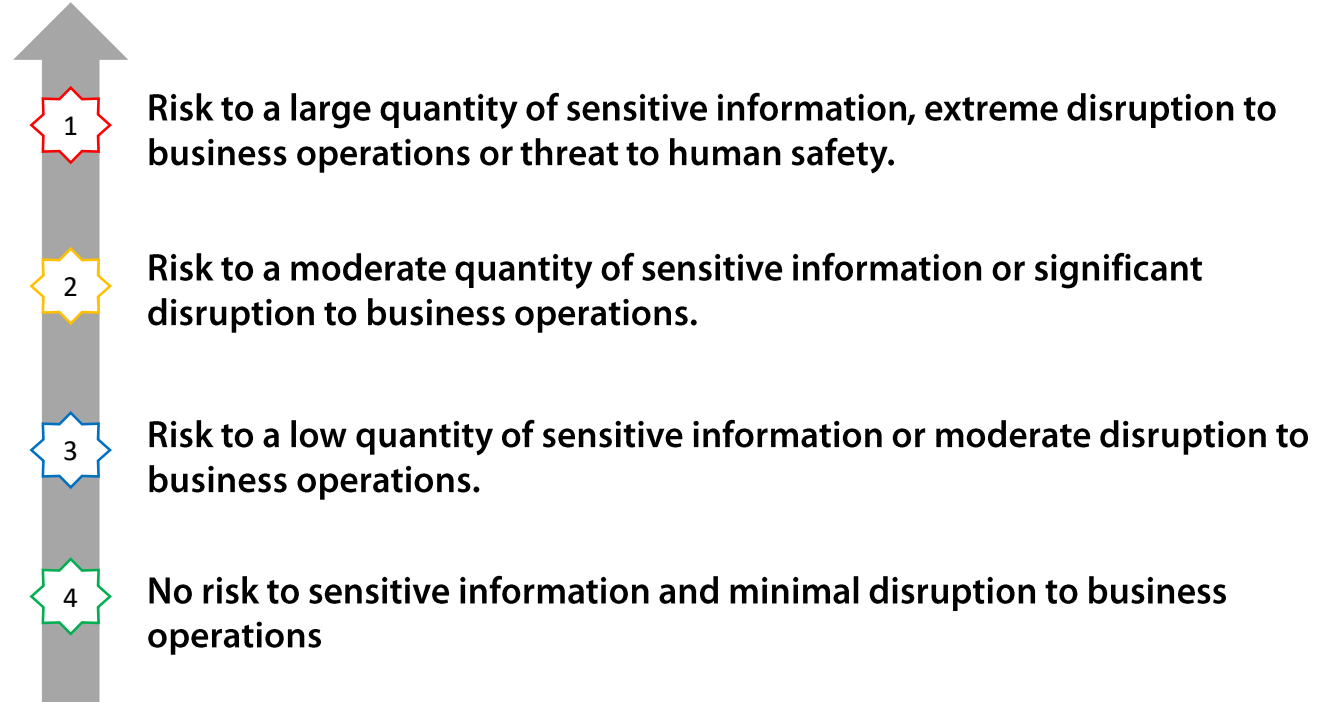 1
Risk to a large quantity of sensitive information, extreme disruption to
business operations or threat to human safety.
2
Risk to a moderate quantity of sensitive information or significant
disruption to business operations.
3
Risk to a low quantity of sensitive information or moderate disruption to
business operations.
4
No risk to sensitive information and minimal disruption to business
operations